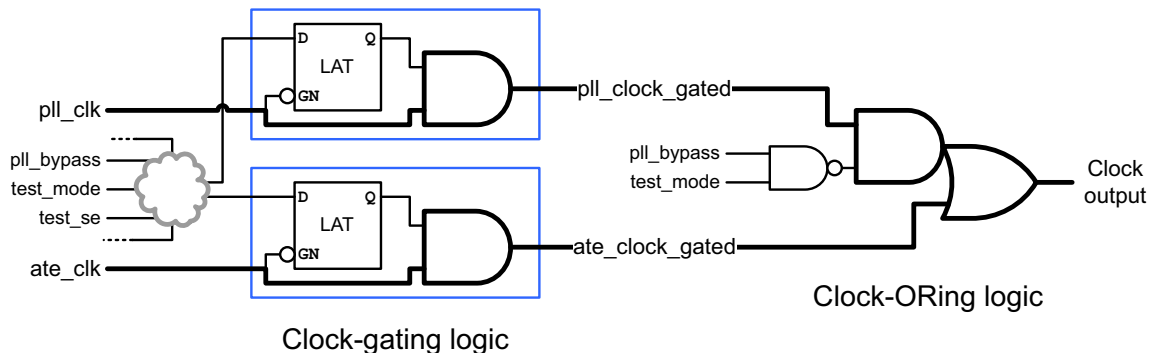 D Q
LAT
GN
pll_clk
pll_clock_gated
pll_bypass
test_mode
test_se
pll_bypass
test_mode
Clock
output
D Q
LAT
GN
ate_clk
ate_clock_gated
Clock-ORing logic
Clock-gating logic